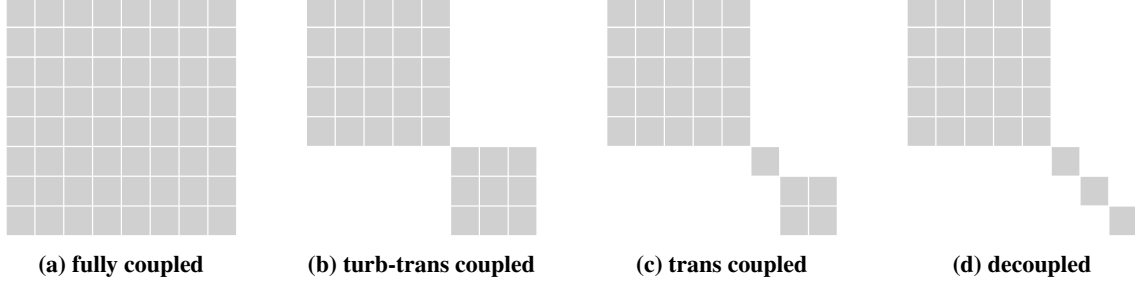 (a) fully coupled
(b) turb-trans coupled
(c) trans coupled
(d) decoupled